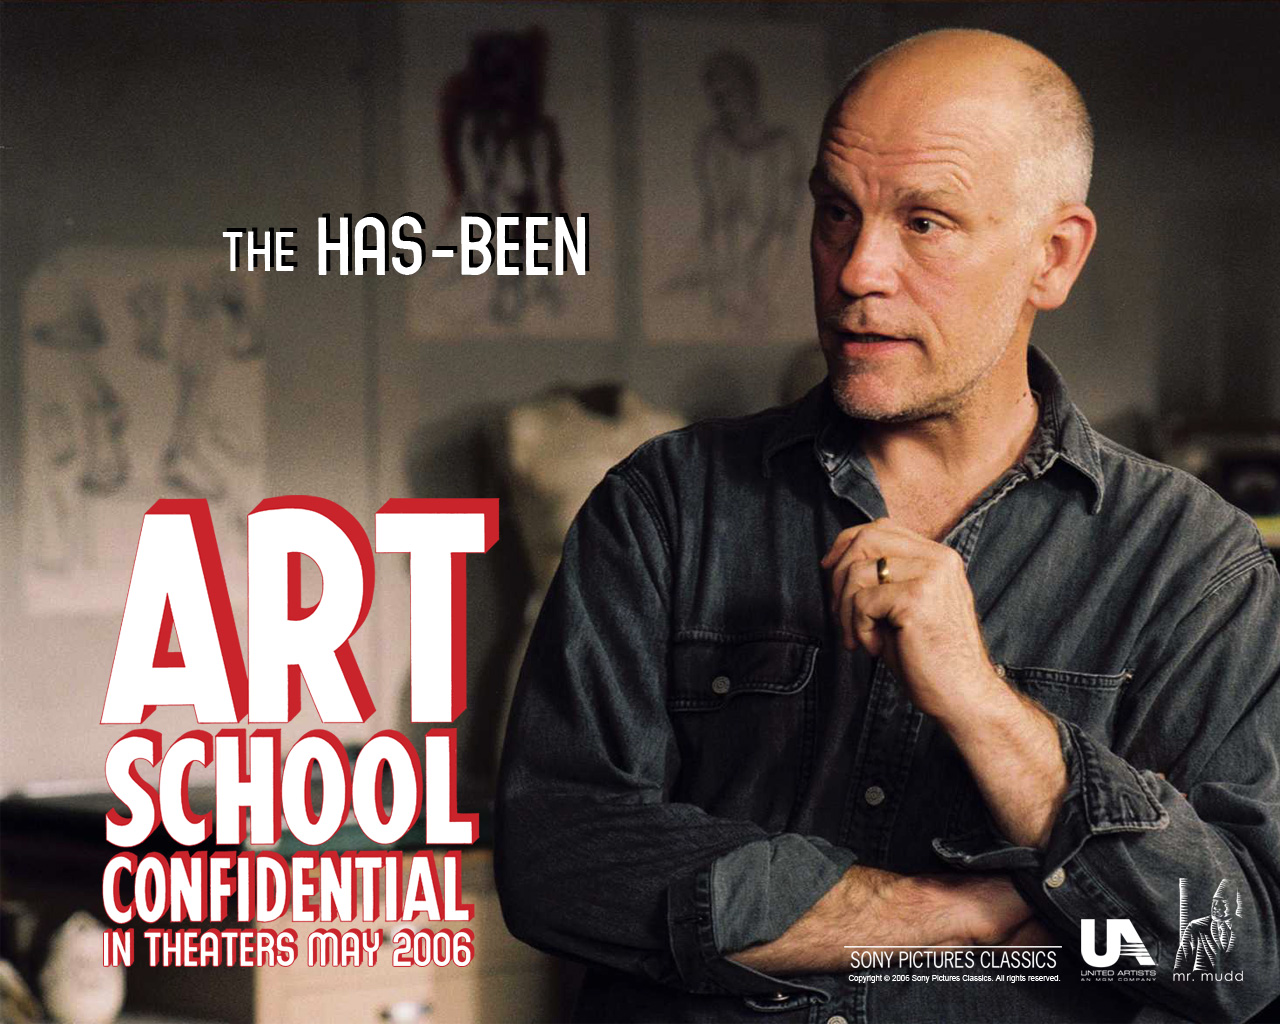 THE HAS-BEEN
ART
SCHOOL
CONFIDENTIAL
IN THEATERS MAY 2006
SONY PICTURES CLASSICS
Copyright © 2006 Sony Pictures Classics. All rights reserved.
UA
UNITED ARTISTS
AN MGM COMPANY
mr. mudd